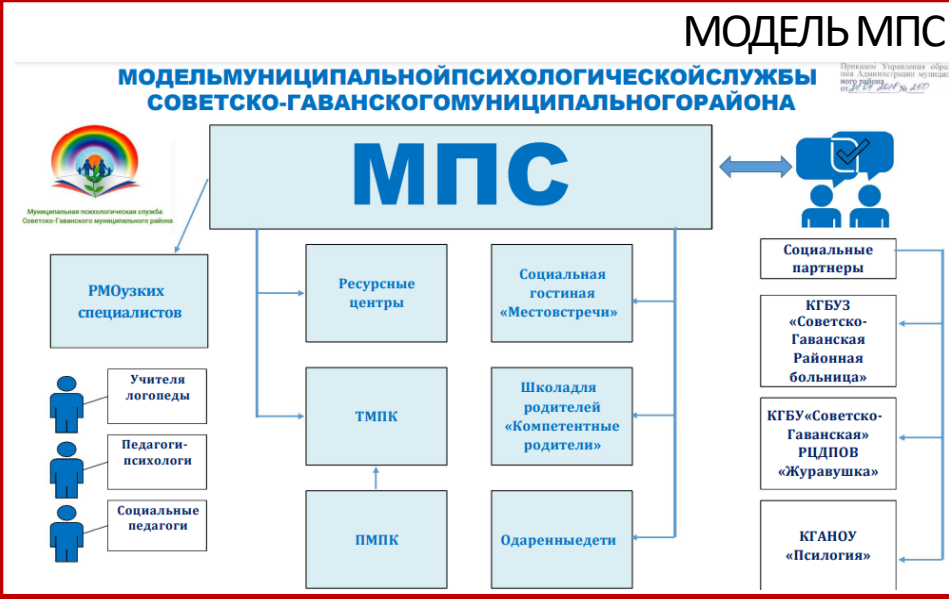 МОДЕЛЬ МПС
МОДЕЛЬМУНИЦИПАЛЬНОЙПСИХОЛОГИЧЕСКОЙСЛУЖБЫ
СОВЕТСКО-ГАВАНСКОГОМУНИЦИПАЛЬНОГОРАЙОНА
Приказом Управления обра
Администрации муници
района
МПС
Муниципальная психологическая служба
Советско-Гаванского муниципального района
РМОузких
специалистов
Учителя
логопеды
Педагоги-
психологи
Социальные
педагоги
Ресурсные
центры
ТМПК
ПМПК
Социальная
гостиная
«Местовстречи»
Школадля
родителей
«Компетентные
родители»
Одаренныедети
Социальные
партнеры
КГБУЗ
«Советско-
Гаванская
Районная
больница»
КГБУ«Советско-
Гаванская»
РЦДПОВ
«Журавушка»
КГАНОУ
«Псилогия»